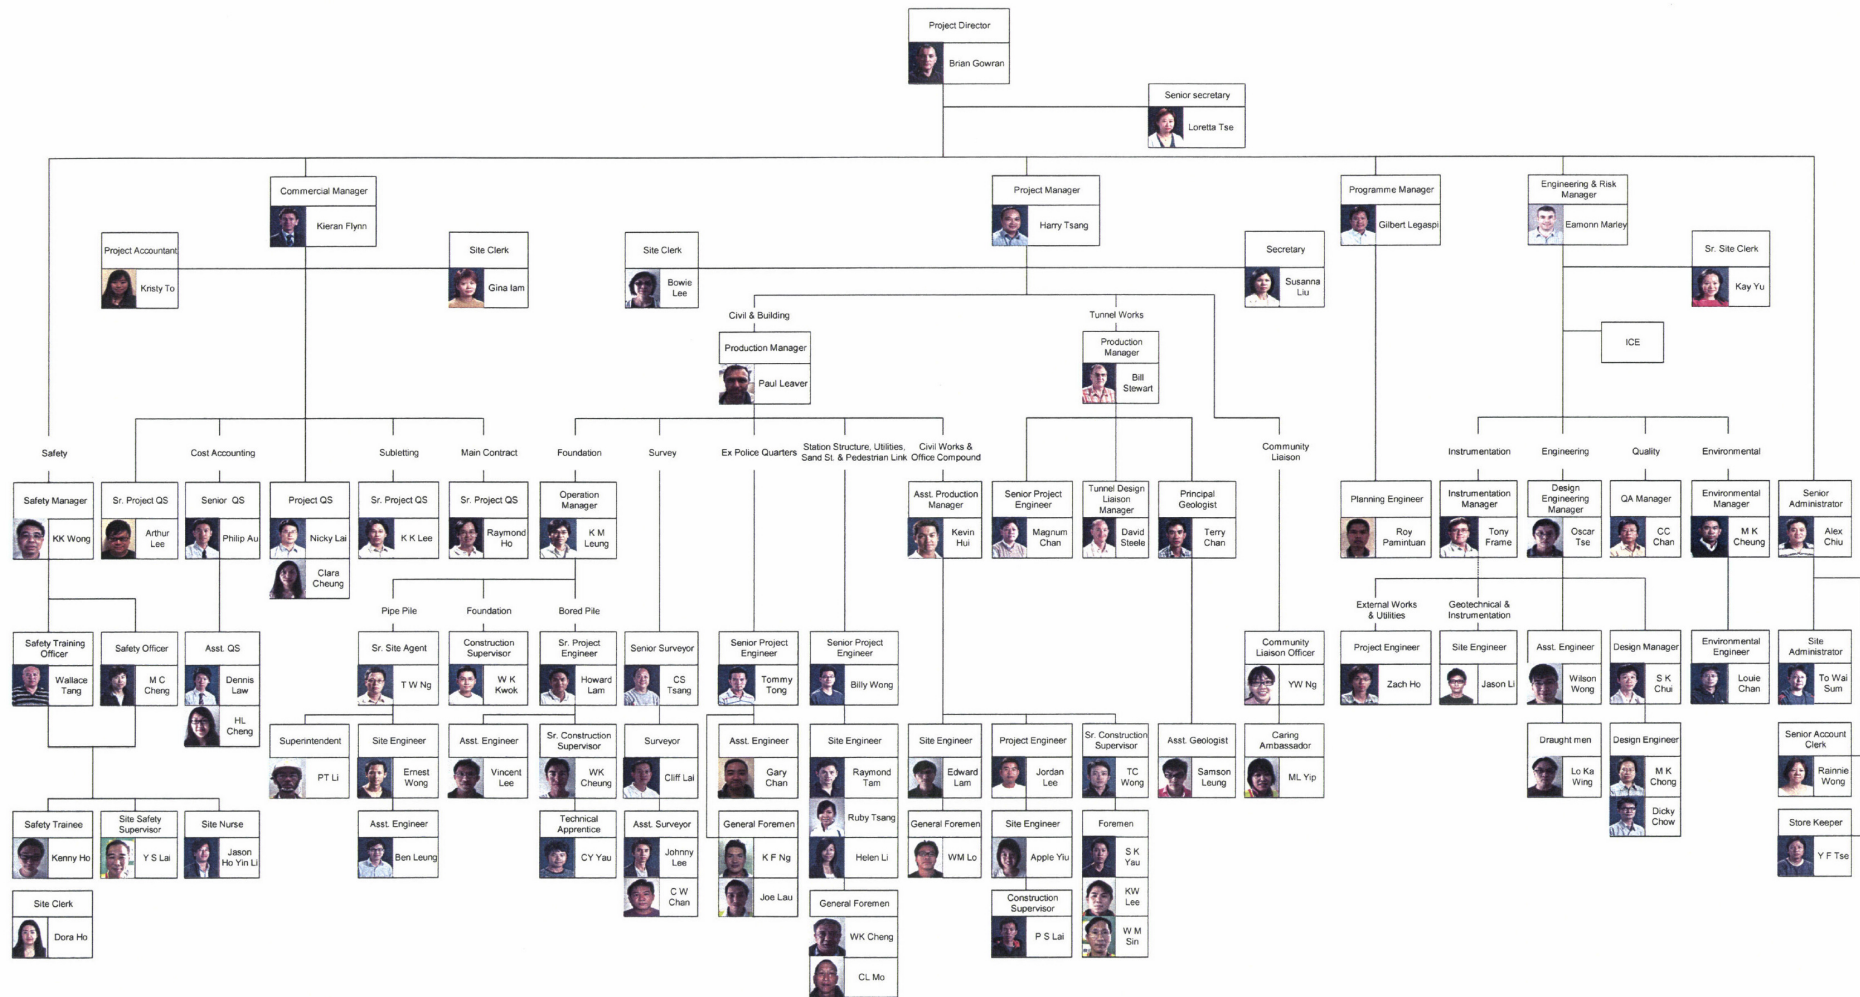 Project Director
Brian Gowran
Senior secretary
Loretta Tse
Commercial Manager
Kieran Flynn
Project Manager
Harry Tsang
Programme Manager
Gilbert Legaspi
Engineering & Risk
Manager
Eamonn Marley
Project Accountant
Kristy To
Site Clerk
Gina Iam
Site Clerk
Bowie
Lee
Secretary
Susanna
Liu
Sr. Site Clerk
Kay Yu
Civil & Building
Production Manager
Paul Leaver
Tunnel Works
Production
Manager
Bill
Stewart
ICE
Safety
Cost Accounting
Subletting
Main Contract
Foundation
Survey
Ex Police Quarters
Station Structure, Utilities,
Sand St. & Pedestrian Link
Civil Works &
Office Compound
Community
Liaison
Instrumentation
Engineering
Quality
Environmental
Safety Manager
KK Wong
Sr. Project QS
Arthur
Lee
Senior QS
Philip Au
Project QS
Nicky Lai
Clara
Cheung
Sr. Project QS
K K Lee
Sr. Project QS
Raymond
Ho
Operation
Manager
K M
Leung
Asst. Production
Manager
Kevin
Hui
Senior Project
Engineer
Magnum
Chan
Tunnel Design
Liaison
Manager
David
Steele
Principal
Geologist
Terry
Chan
Planning Engineer
Roy
Pamintuan
Instrumentation
Manager
Tony
Frame
Design
Engineering
Manager
Oscar
Tse
QA Manager
CC
Chan
Environmental
Manager
M K
Cheung
Senior
Administrator
Alex
Chiu
Pipe Pile
Foundation
Bored Pile
External Works
& Utilities
Geotechnical &
Instrumentation
Safety Training
Officer
Wallace
Tang
Safety Officer
M C
Cheng
Asst. QS
Dennis
Law
HL
Cheng
Sr. Site Agent
T W Ng
Construction
Supervisor
W K
Kwok
Sr. Project
Engineer
Howard
Lam
Senior Surveyor
CS
Tsang
Senior Project
Engineer
Tommy
Tong
Senior Project
Engineer
Billy Wong
Community
Liaison Officer
YW Ng
Project Engineer
Zach Ho
Site Engineer
Jason Li
Asst. Engineer
Wilson
Wong
Design Manager
S K
Chui
Environmental
Engineer
Louie
Chan
Site
Administrator
To Wai
Sum
Superintendent
PT Li
Site Engineer
Ernest
Wong
Asst. Engineer
Vincent
Lee
Sr. Construction
Supervisor
WK
Cheung
Surveyor
Cliff Lai
Asst. Engineer
Gary
Chan
Site Engineer
Raymond
Tam
Ruby Tsang
Helen Li
Site Engineer
Edward
Lam
Project Engineer
Jordan
Lee
Sr. Construction
Supervisor
TC
Wong
Asst. Geologist
Samson
Leung
Caring
Ambassador
ML Yip
Draught men
Lo Ka
Wing
Design Engineer
M K
Chong
Dicky
Chow
Senior Account
Clerk
Rainnie
Wong
Safety Trainee
Kenny Ho
Site Safety
Supervisor
Y S Lai
Site Nurse
Jason
Ho Yin Li
Asst. Engineer
Ben Leung
Technical
Apprentice
CY Yau
Asst. Surveyor
Johnny
Lee
C W
Chan
General Foremen
K F Ng
Joe Lau
General Foremen
WM Lo
Site Engineer
Apple Yiu
Foremen
S K
Yau
KW
Lee
W M
Sin
Store Keeper
Y F Tse
Site Clerk
Dora Ho
General Foremen
WK Cheng
CL Mo
Construction
Supervisor
P S Lai